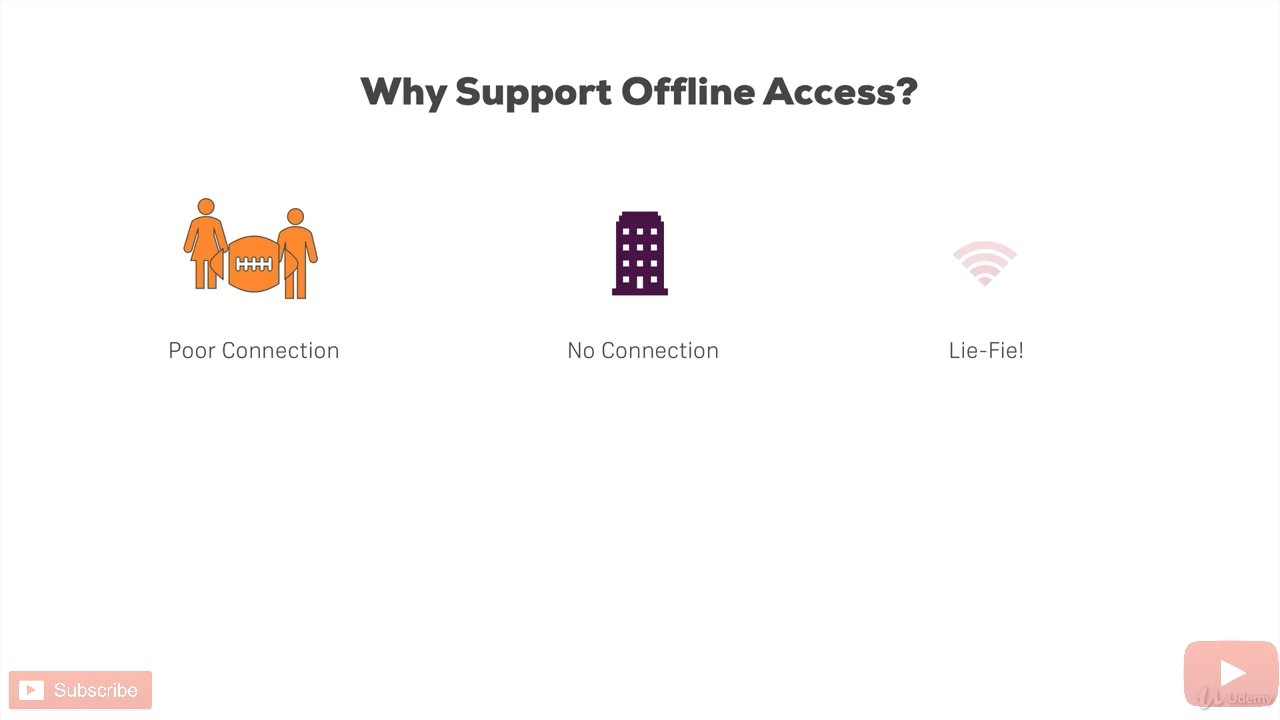 Why Support Offline Access?
Poor Connection
No Connection
Lie-Fie!
Subscribe
Udemy